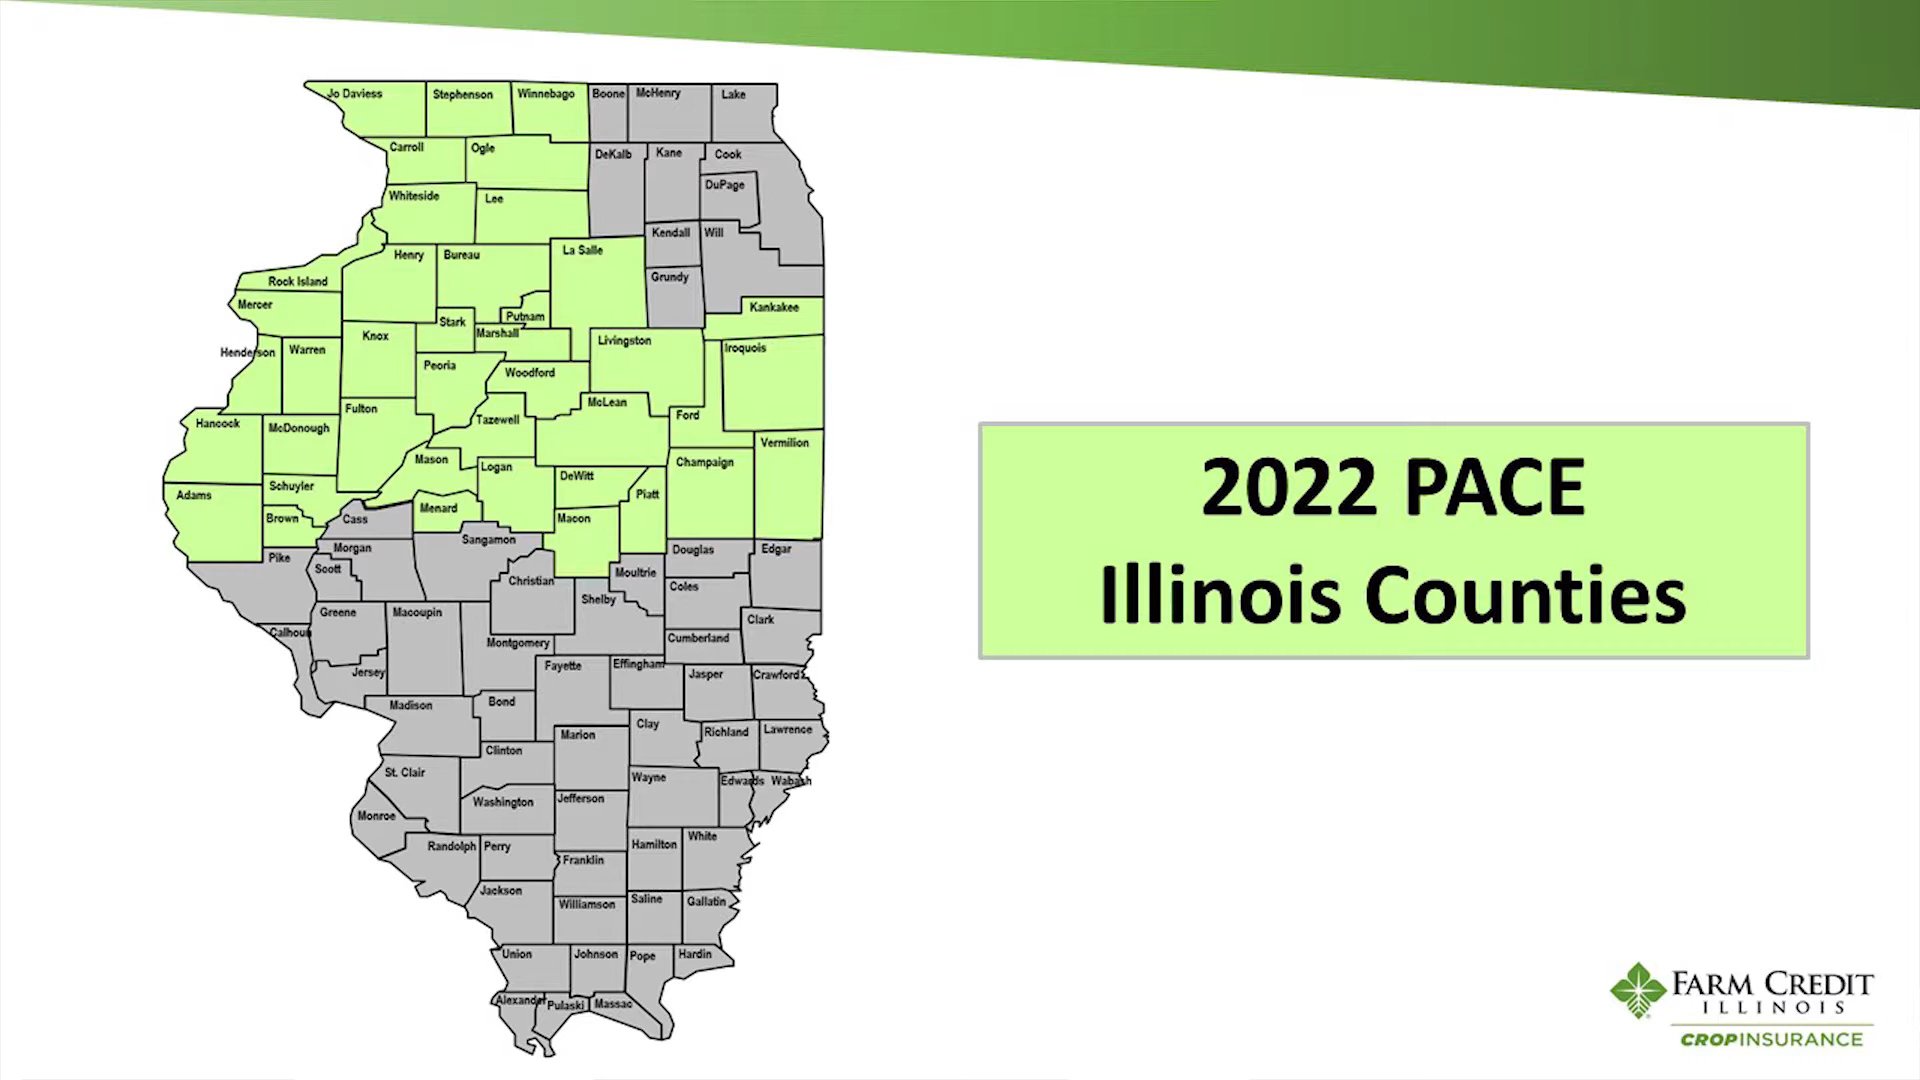 Jo Daviess
Stephenson
Winnebago
Boone
McHenry
Lake
Carroll
Ogle
DeKalb
Kane
Cook
DuPage
Whiteside
Lee
Kendall
Will
Henry
Bureau
La Salle
Rock Island
Grundy
Mercer
Kankakee
Putnam
Stark
Marshall
Knox
Livingston
Henderson
Warren
Iroquois
Peoria
Woodford
McLean
Fulton
Ford
Tazewell
Hancock
McDonough
Vermilion
Mason
Logan
Champaign
DeWitt
Schuyler
Adams
Piatt
Menard
Brown
Cass
Macon
Sangamon
Morgan
Douglas
Edgar
Pike
Scott
Christian
Moultrie
Coles
Shelby
Greene
Macoupin
Clark
Calhoun
Montgomery
Cumberland
Fayette
Effingham
Jersey
Jasper
Crawford
Madison
Bond
Clay
Marion
Richland
Lawrence
Clinton
St. Clair
Wayne
Edwards
Wabash
Washington
Jefferson
Monroe
White
Randolph
Perry
Hamilton
Franklin
Jackson
Williamson
Saline
Gallatin
Union
Johnson
Pope
Hardin
Alexander
Pulaski
Massac
2022 PACE
Illinois Counties
FARM CREDIT
ILLINOIS
CROPINSURANCE